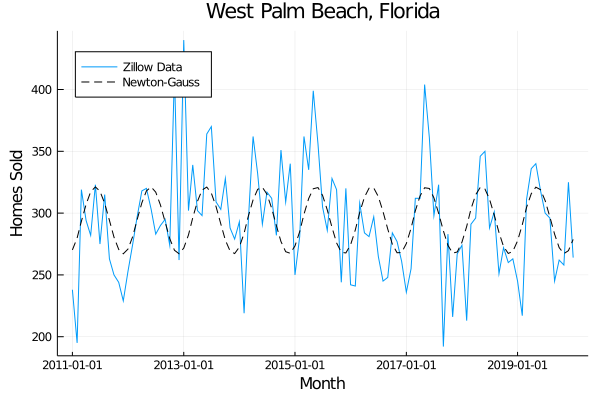 West Palm Beach, Florida
Zillow Data
Newton-Gauss
Homes Sold
400
350
300
250
200
2011-01-01 2013-01-01 2015-01-01 2017-01-01 2019-01-01
Month